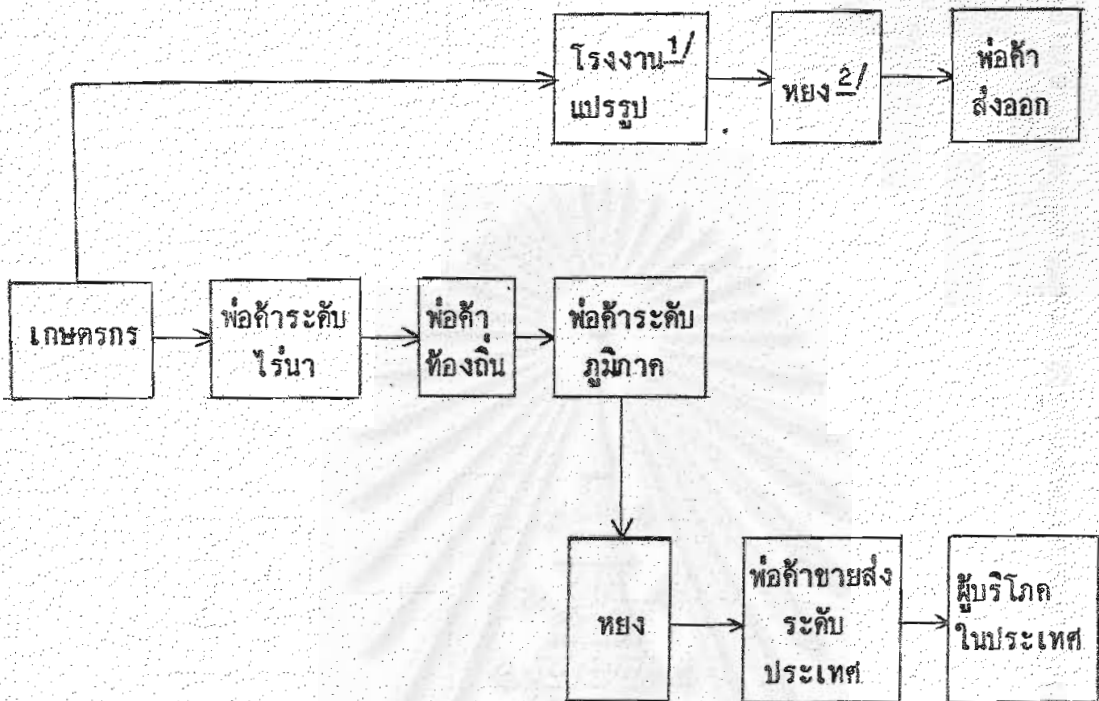 โรงงาน 1/
แปรรูป
หยง 2/
พ่อค้า
ส่งออก
เกษตรกร
พ่อค้าระดับ
ไร่นา
พ่อค้า
ท้องถิ่น
พ่อค้าระดับ
ภูมิภาค
หยง
พ่อค้าขายส่ง
ระดับ
ประเทศ
ผู้บริโภค
ในประเทศ